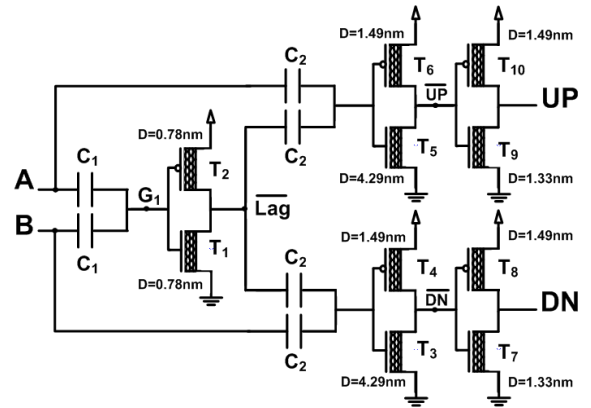 D=1.49nm
D=1.49nm
C₂
T₆
T₁₀
UP
UP
D=0.78nm
C₂
T₅
T₉
C₁
T₂
A
G₁
Lag
D=4.29nm
D=1.33nm
B
T₁
D=1.49nm
D=1.49nm
C₁
C₂
T₄
T₈
D=0.78nm
DN
DN
C₂
T₃
T₇
D=4.29nm
D=1.33nm